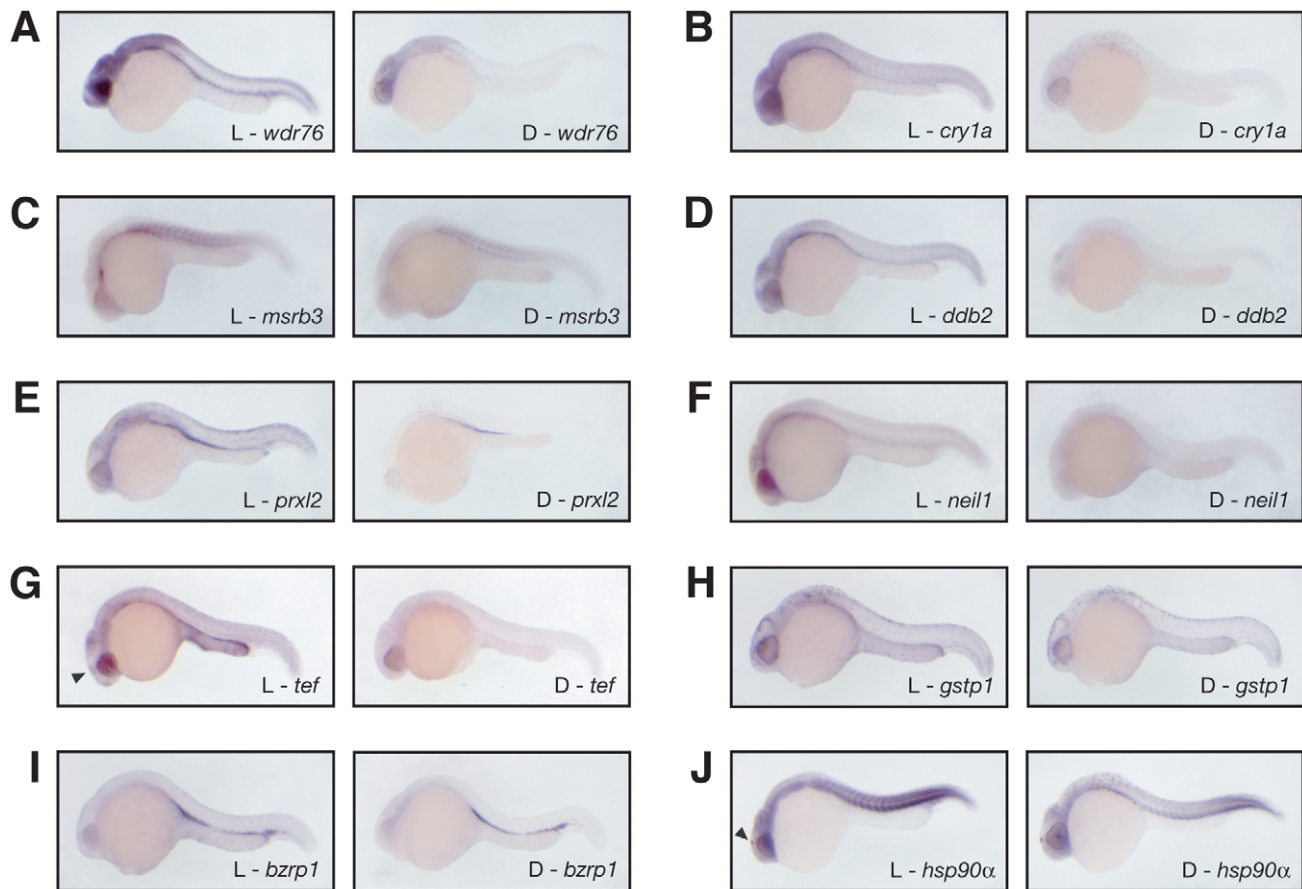 A
L - wdr76
D - wdr76
B
L - cry1a
D - cry1a
C
L - msrb3
D - msrb3
D
L - ddb2
D - ddb2
E
L - prxl2
D - prxl2
F
L - neil1
D - neil1
G
L - tef
D - tef
H
L - gstp1
D - gstp1
I
L - bzrp1
D - bzrp1
J
L - hsp90α
D - hsp90α